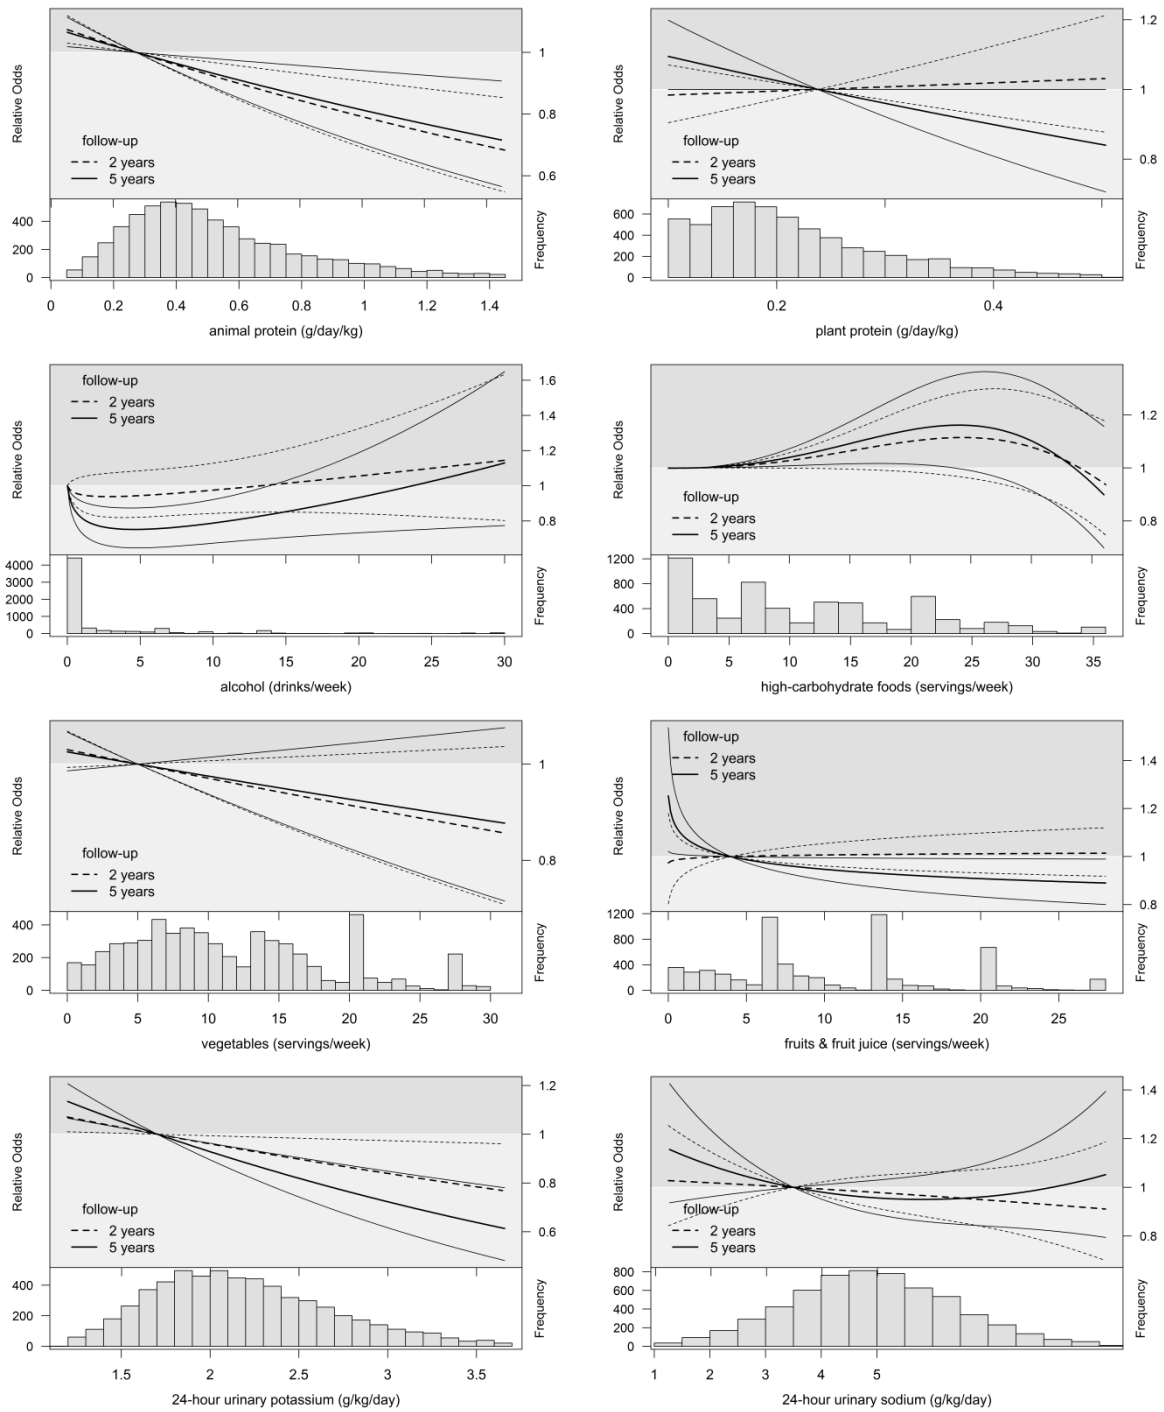 Relative Odds
follow-up
2 years
5 years
1
0.8
0.6
400
200
0
Frequency
0 0.2 0.4 0.6 0.8 1 1.2 1.4
animal protein (g/day/kg)
Relative Odds
follow-up
2 years
5 years
1.2
1
0.8
600
400
200
0
Frequency
0.2 0.4
plant protein (g/day/kg)
Relative Odds
follow-up
2 years
5 years
1.6
1.4
1.2
1
0.8
4000
3000
2000
1000
0
Frequency
0 5 10 15 20 25 30
alcohol (drinks/week)
Relative Odds
follow-up
2 years
5 years
1.2
1
0.8
1200
800
400
0
Frequency
0 5 10 15 20 25 30 35
high-carbohydrate foods (servings/week)
Relative Odds
follow-up
2 years
5 years
1
0.8
400
200
0
Frequency
0 5 10 15 20 25 30
vegetables (servings/week)
Relative Odds
follow-up
2 years
5 years
1.4
1.2
1
0.8
1200
800
400
0
Frequency
0 5 10 15 20 25
fruits & fruit juice (servings/week)
Relative Odds
follow-up
2 years
5 years
1.2
1
0.8
0.6
400
200
0
Frequency
1.5 2 2.5 3 3.5
24-hour urinary potassium (g/kg/day)
Relative Odds
follow-up
2 years
5 years
1.4
1.2
1
0.8
800
600
400
200
0
Frequency
1 2 3 4 5
24-hour urinary sodium (g/kg/day)